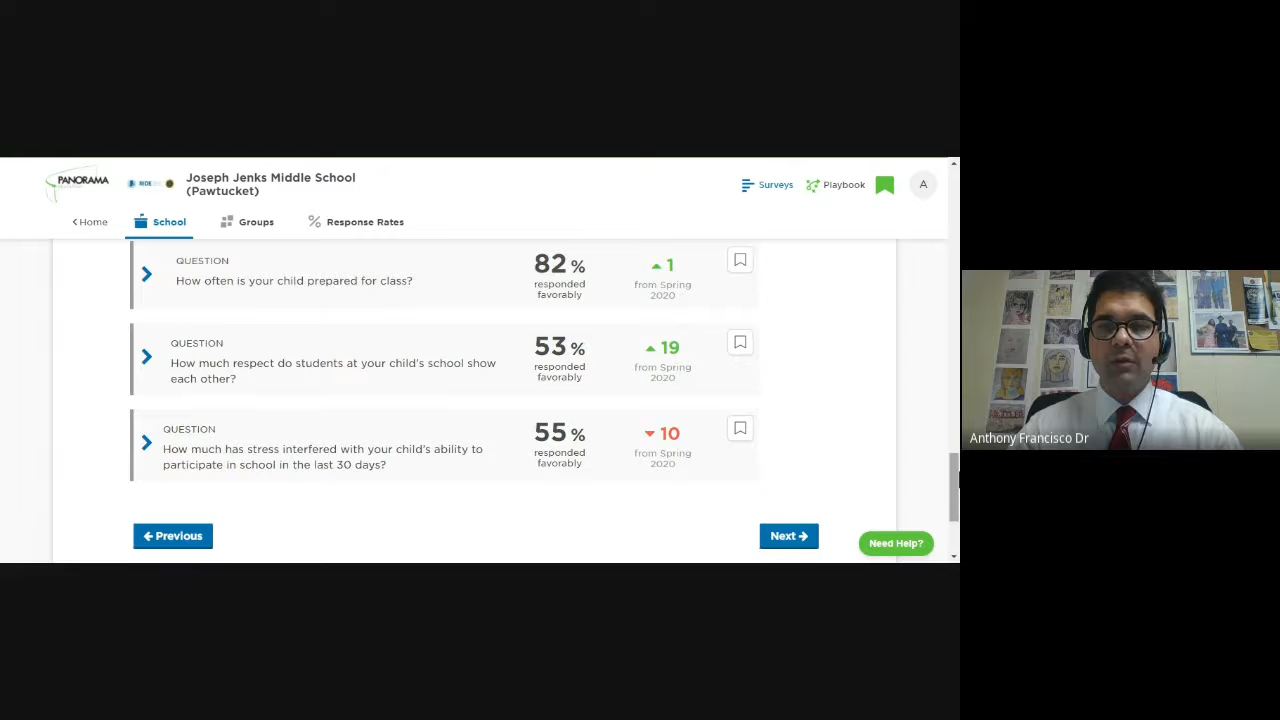 PANORAMA
RIDE
Joseph Jenks Middle School
(Pawtucket)
Surveys
Playbook
A
Home
School
Groups
Response Rates
QUESTION
How often is your child prepared for class?
82 %
responded
favorably
1
from Spring
2020
QUESTION
How much respect do students at your child's school show
each other?
53 %
responded
favorably
19
from Spring
2020
QUESTION
How much has stress interfered with your child's ability to
participate in school in the last 30 days?
55 %
responded
favorably
10
from Spring
2020
Previous
Next
Need Help?
Anthony Francisco Dr